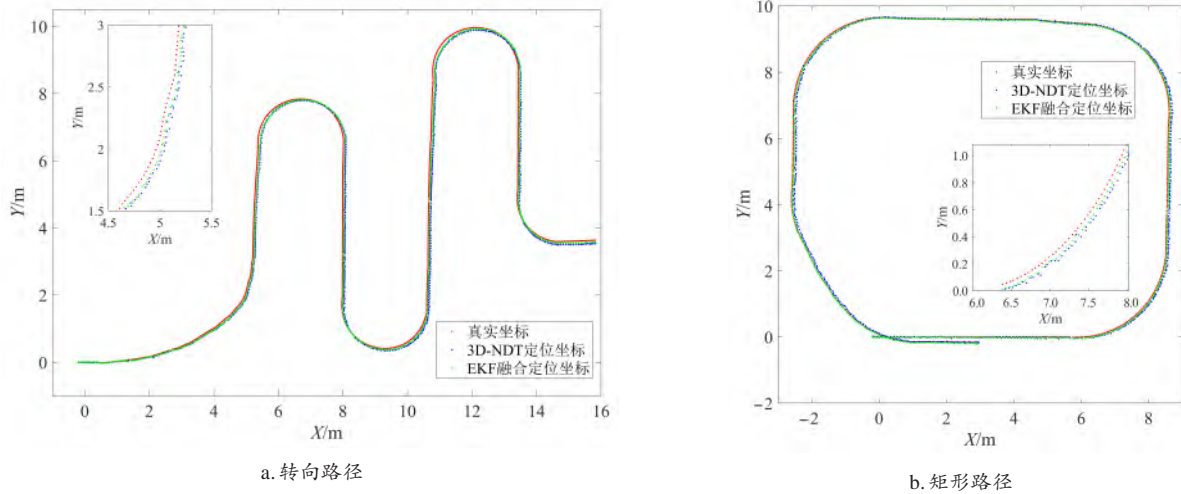 3
2.5
2
1.5
4.5
5
5.5
Y/m
X/m
10
8
6
4
2
0
Y/m
真实坐标
3D-NDT定位坐标
EKF融合定位坐标
0 2 4 6 8 10 12 14 16
X/m
a.转向路径
10
8
6
4
2
0
−2
Y/m
真实坐标
3D-NDT定位坐标
EKF融合定位坐标
1.0
0.8
0.6
0.4
0.2
0.0
Y/m
6.0 6.5 7.0 7.5 8.0
X/m
−2 0 2 4 6 8
X/m
b.矩形路径